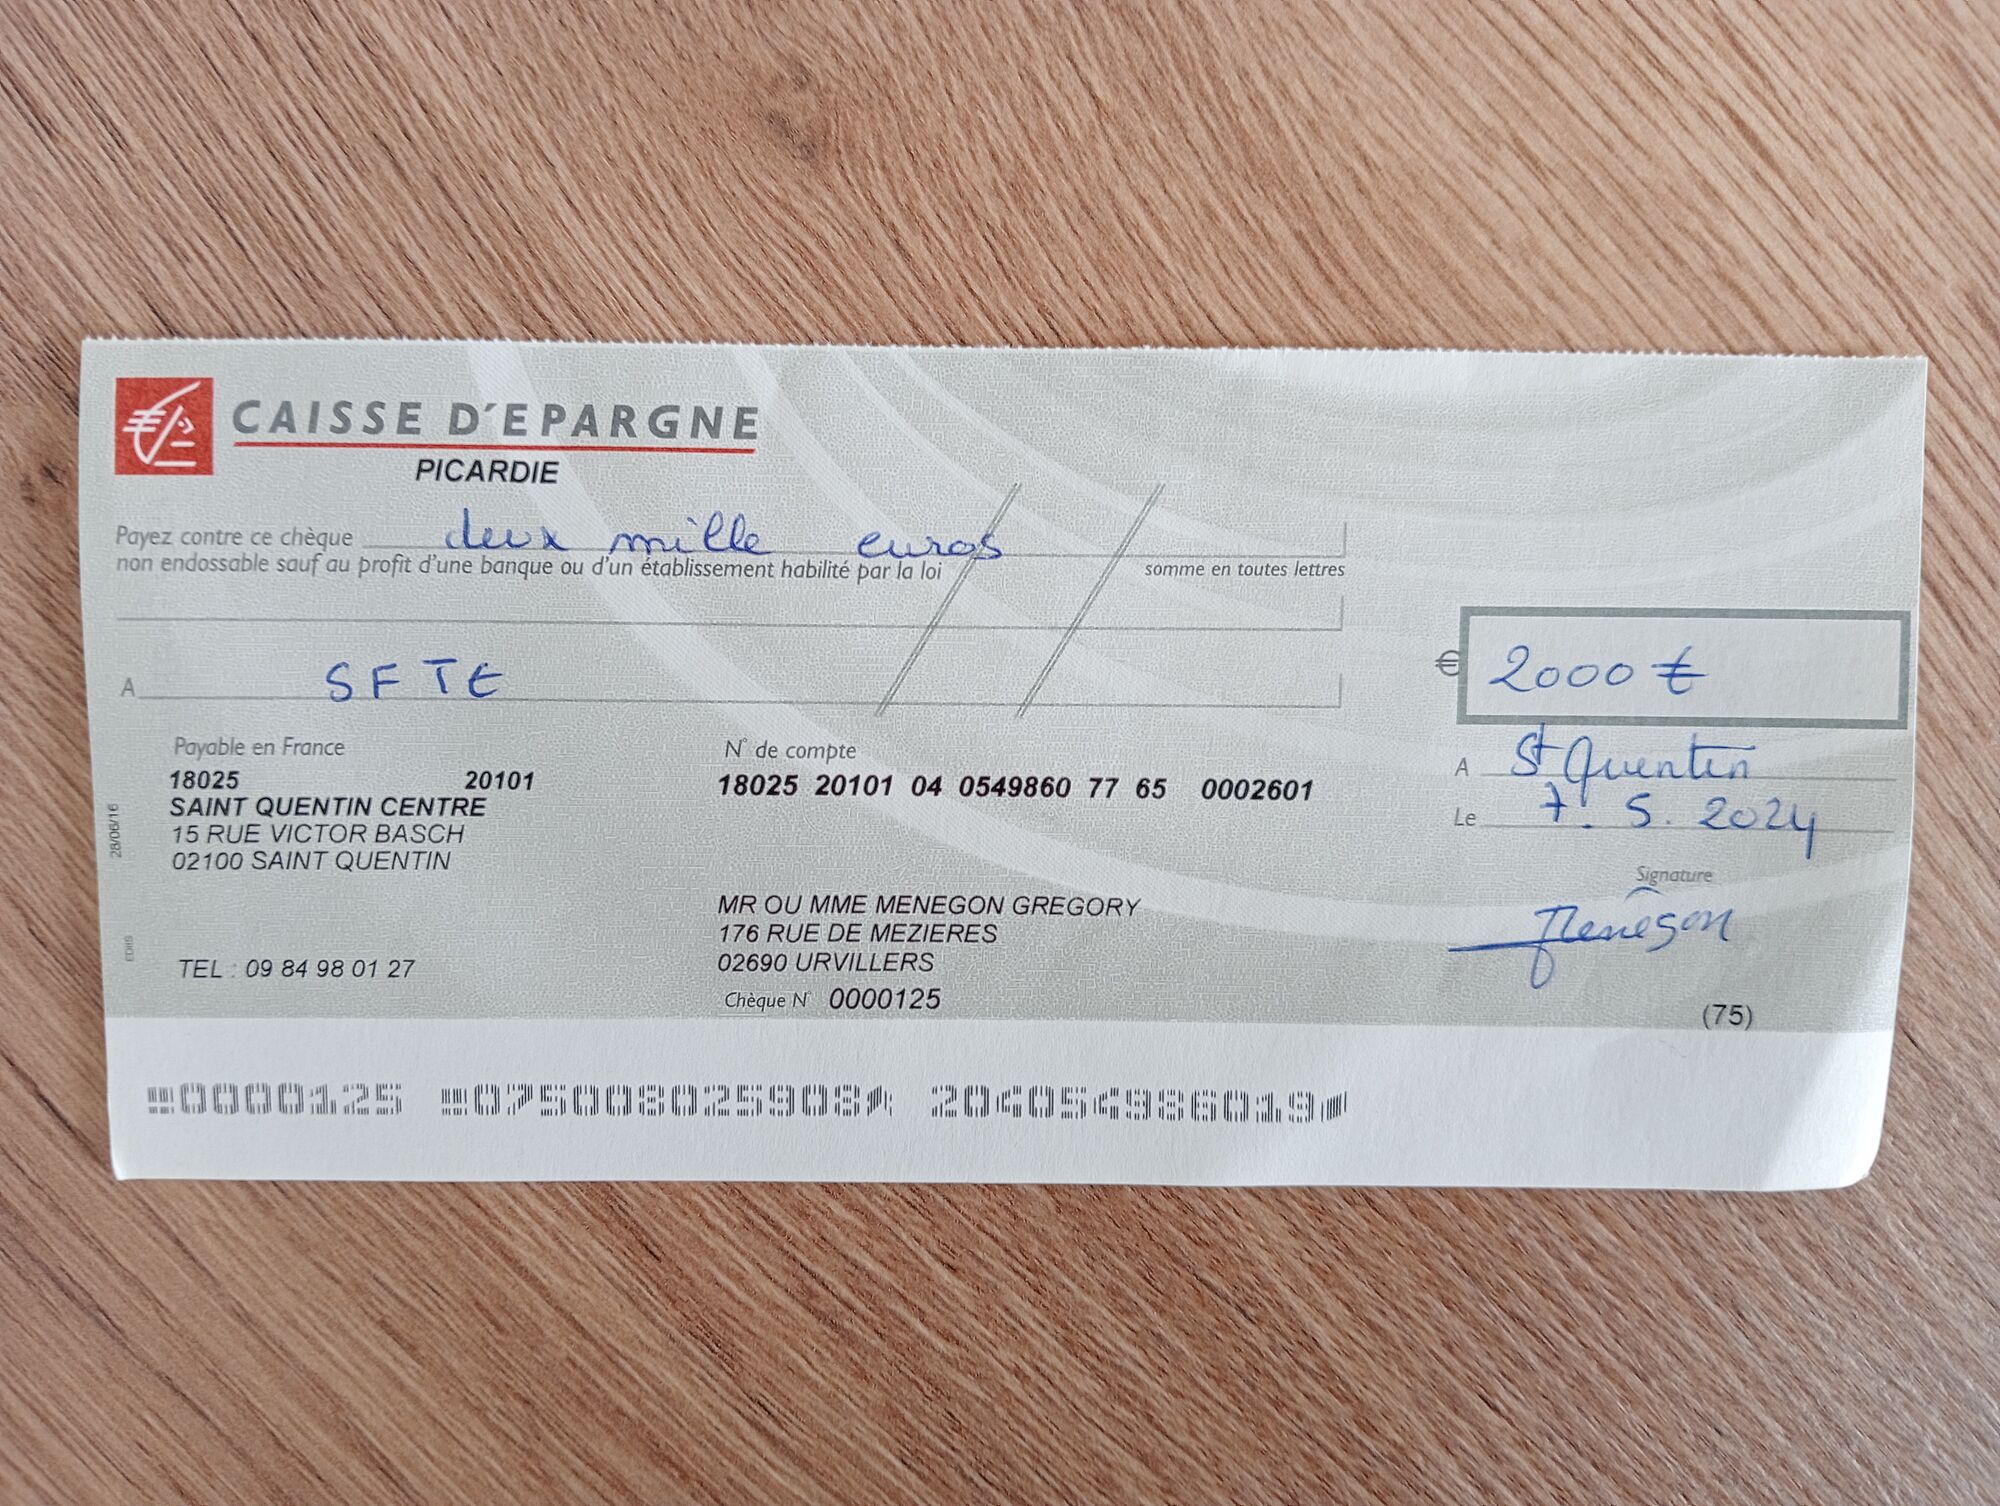 CAISSE D'EPARGNE
PICARDIE
Payez contre ce chèque deux mille euros
non endossable sauf au profit d'une banque ou d'un établissement habilité par la loi
somme en toutes lettres
€ 2000 €
A SFTE
A St Quentin
Le 7.5.2024
Payable en France
18025 20101
SAINT QUENTIN CENTRE
15 RUE VICTOR BASCH
02100 SAINT QUENTIN
TEL : 09 84 98 01 27
28/06/16
EDIIS
N° de compte
18025 20101 04 0549860 77 65 0002601
MR OU MME MENEGON GREGORY
176 RUE DE MEZIERES
02690 URVILLERS
Chèque N° 0000125
Signature
Menegon
(75)
0000125 075008025908 204054986019